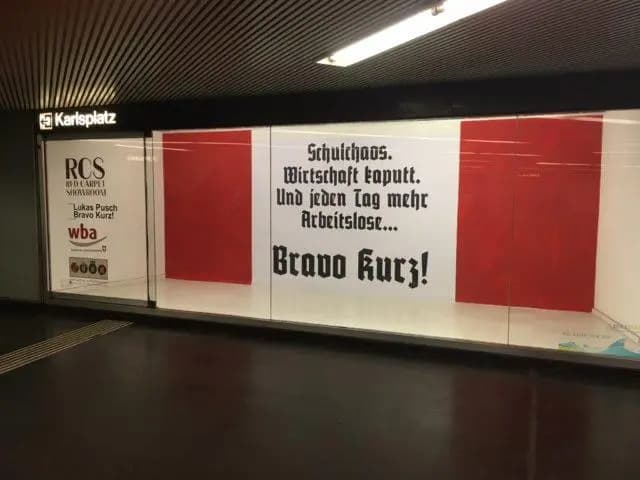 Karlsplatz
RCS
RED CARPET
SHOWROOM
Lukas Pusch
Bravo Kurz!
wba
Schulchaos.
Wirtschaft kaputt.
Und jeden Tag mehr
Arbeitslose...
Bravo Kurz!